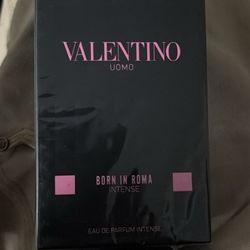 VALENTINO
UOMO
BORN IN ROMA
INTENSE
EAU DE PARFUM INTENSE